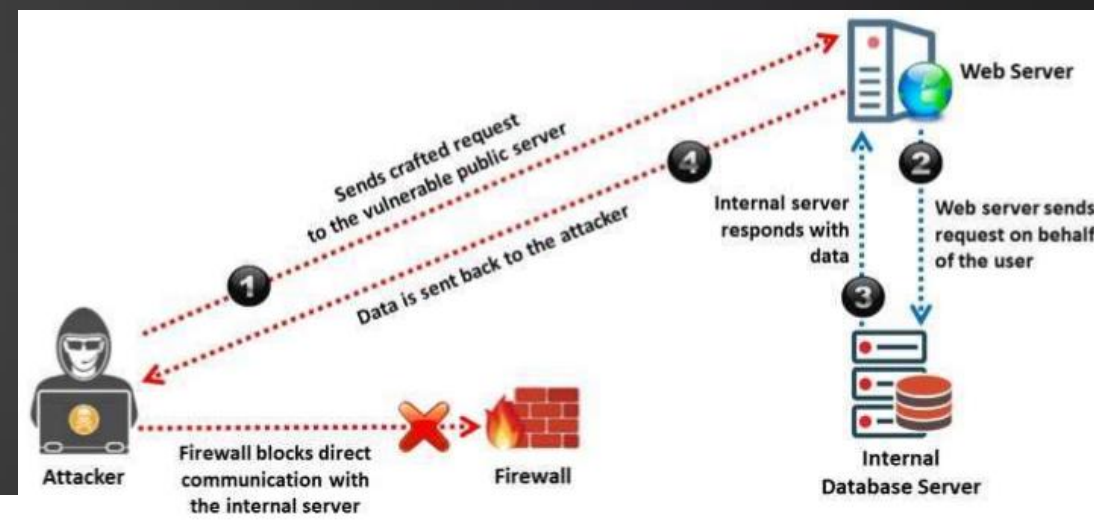 Web Server
Sends crafted request
to the vulnerable public server
1
4
Data is sent back to the attacker
2
Internal server
responds with
data
Web server sends
request on behalf
of the user
3
Attacker
Firewall blocks direct
communication with
the internal server
Firewall
Internal
Database Server